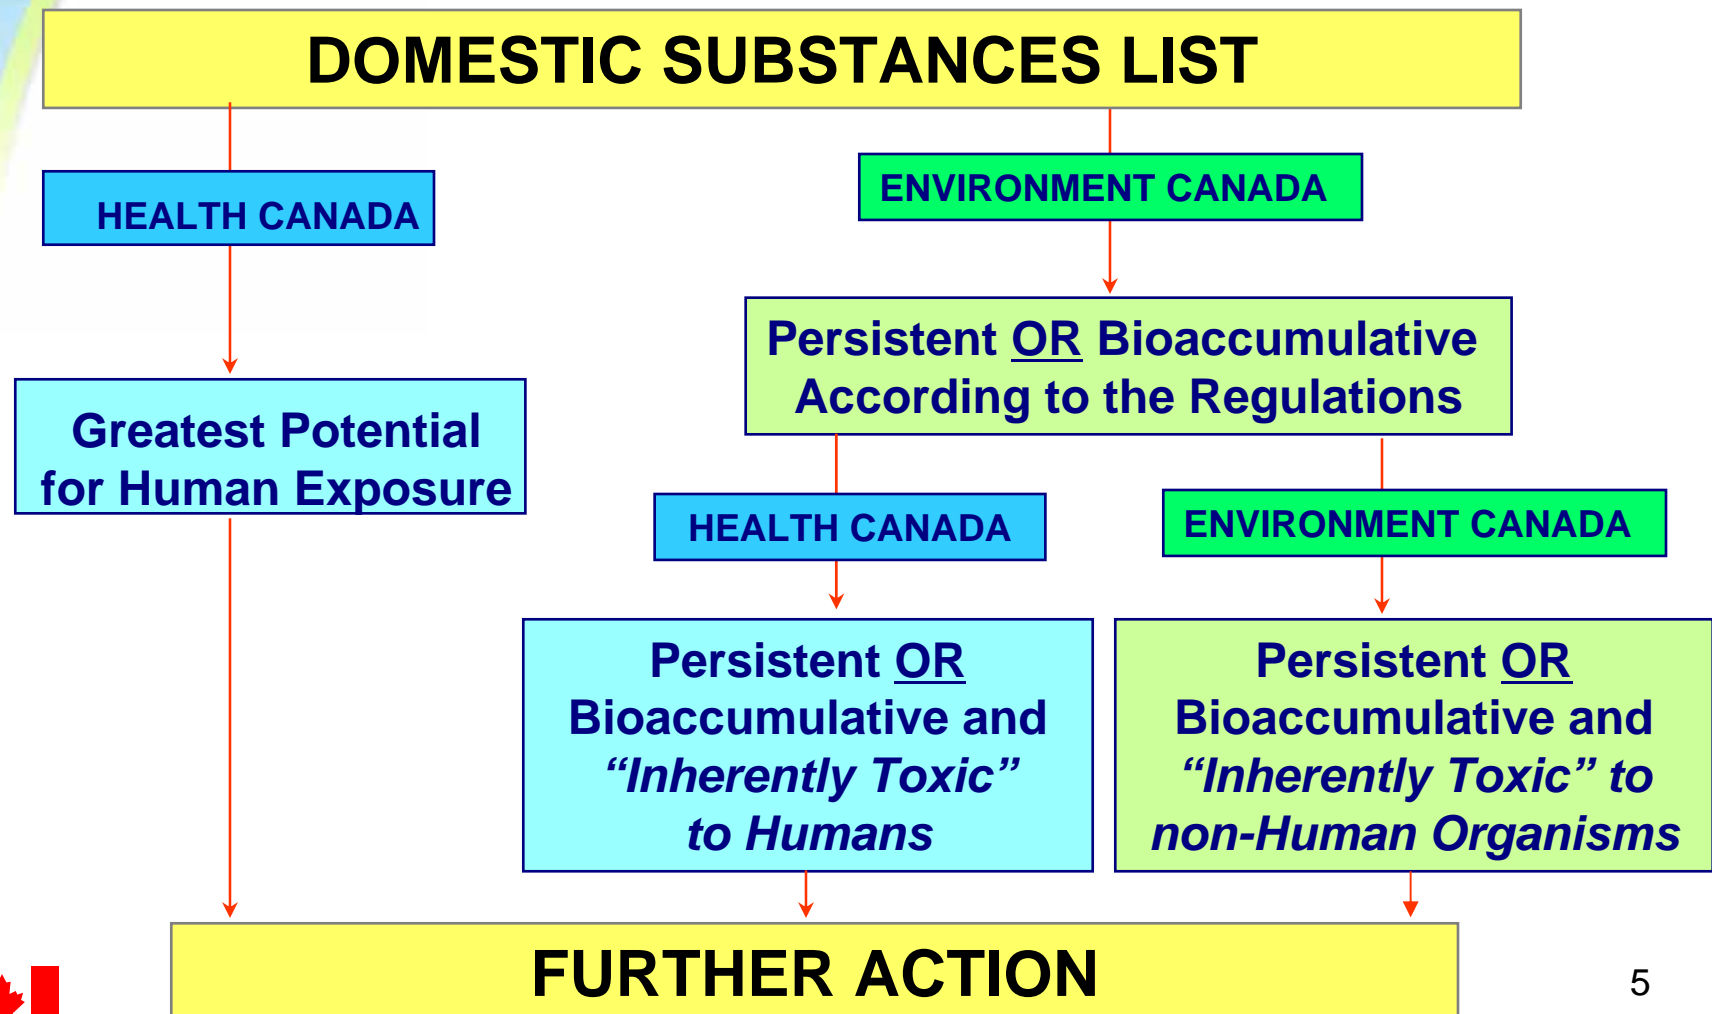 DOMESTIC SUBSTANCES LIST
HEALTH CANADA
ENVIRONMENT CANADA
Greatest Potential
for Human Exposure
Persistent OR Bioaccumulative
According to the Regulations
HEALTH CANADA
ENVIRONMENT CANADA
Persistent OR
Bioaccumulative and
“Inherently Toxic”
to Humans
Persistent OR
Bioaccumulative and
“Inherently Toxic” to
non-Human Organisms
FURTHER ACTION
5